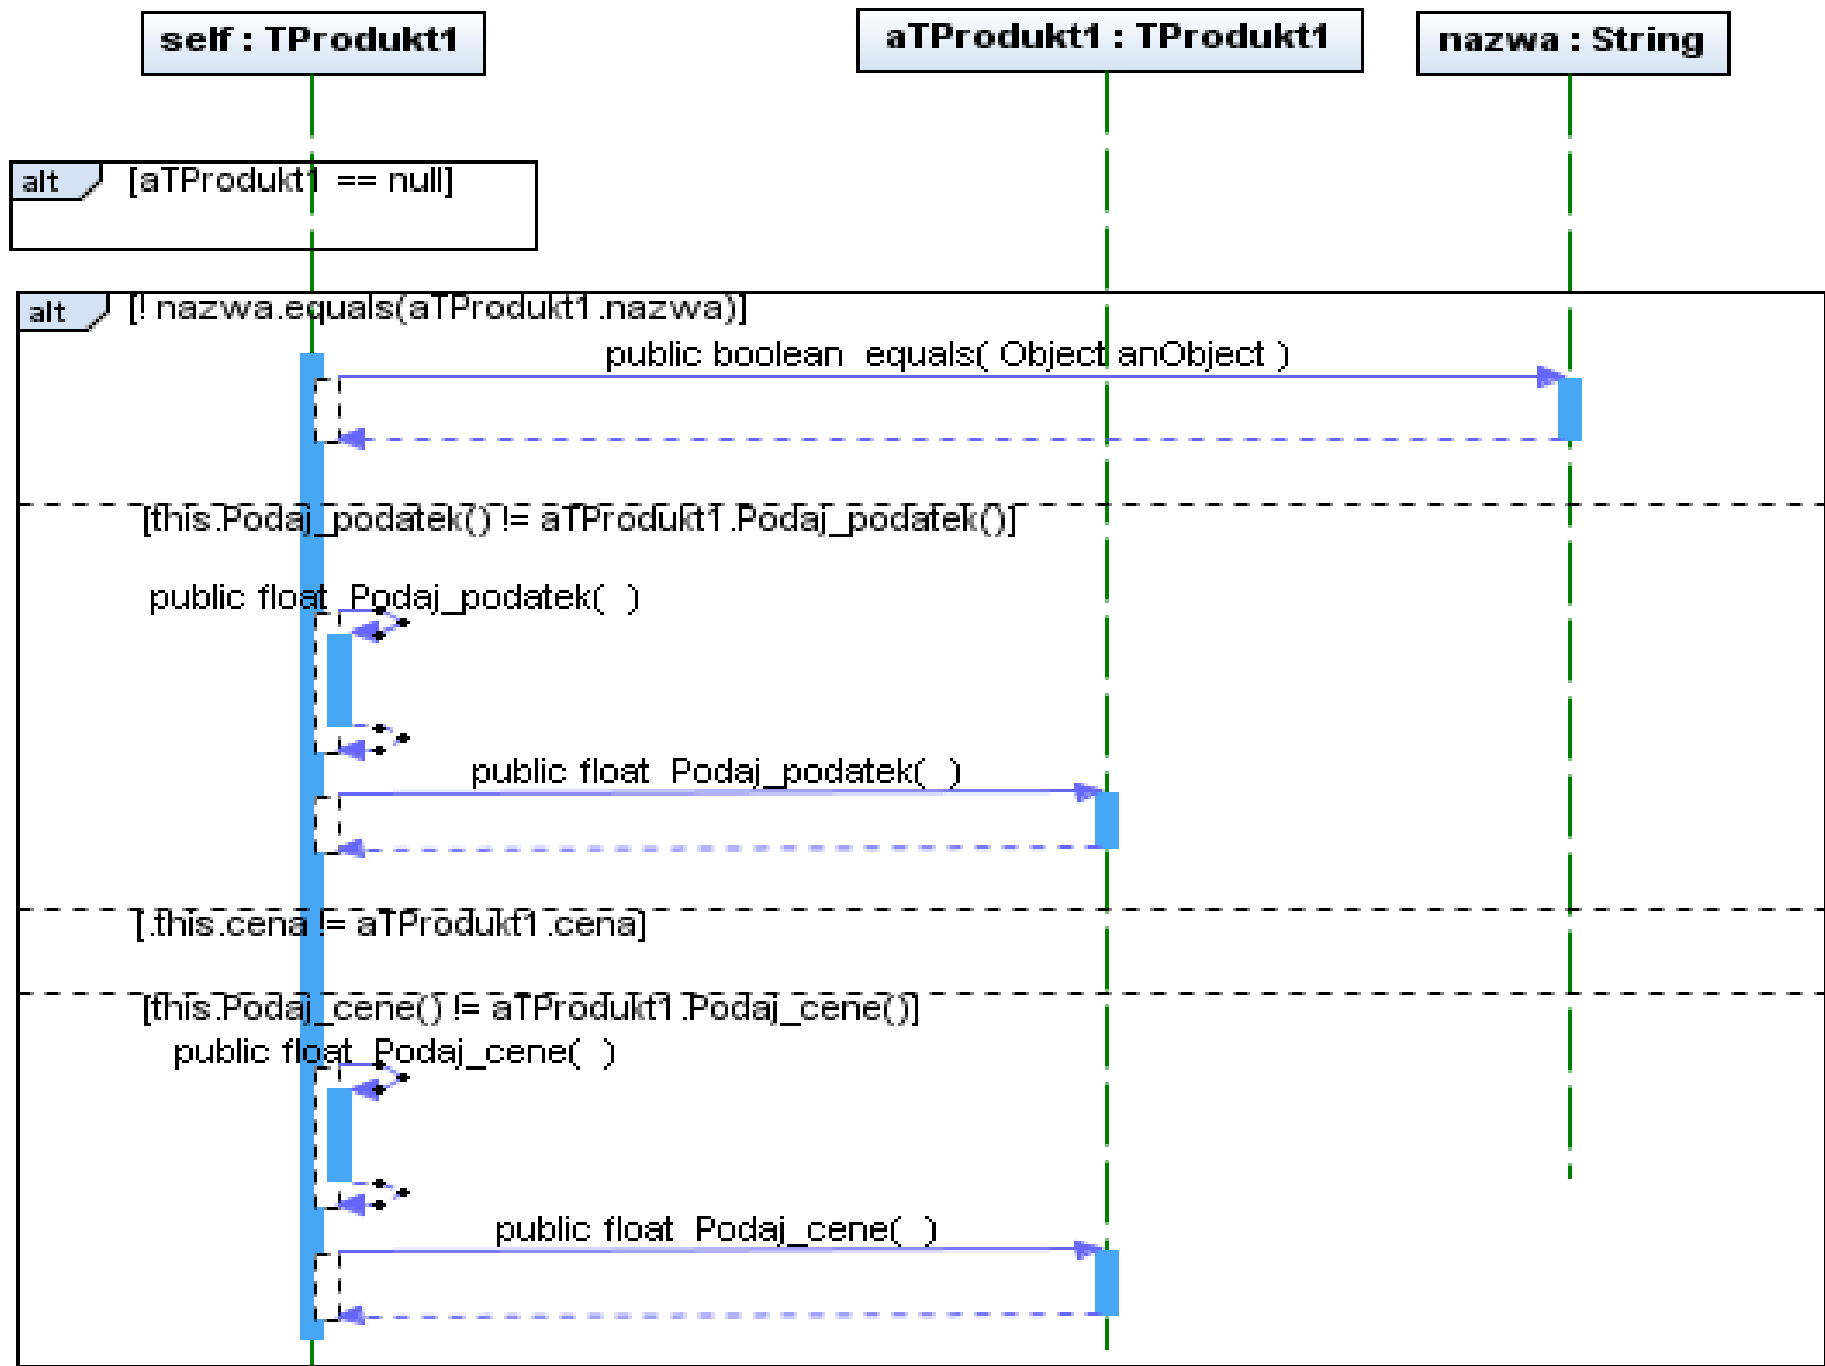 self : TProdukt1
aTProdukt1 : TProdukt1
nazwa : String
alt
[aTProdukt1 == null]
alt
[! nazwa.equals(aTProdukt1.nazwa)]
public boolean equals( Object anObject )
[this.Podaj_podatek() != aTProdukt1.Podaj_podatek()]
public float Podaj_podatek( )
public float Podaj_podatek( )
[.this.cena != aTProdukt1.cena]
[this.Podaj_cene() != aTProdukt1.Podaj_cene()]
public float Podaj_cene( )
public float Podaj_cene( )